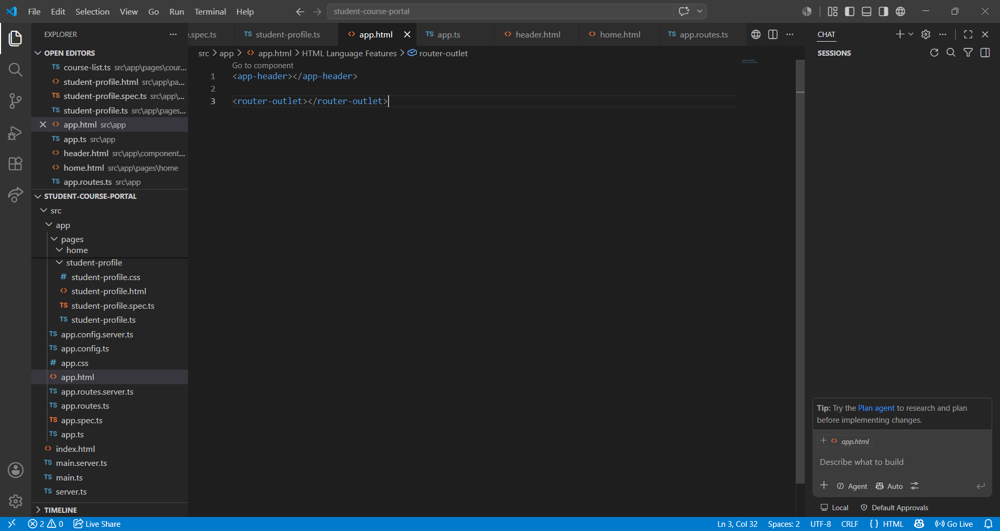 File Edit Selection View Go Run Terminal Help
student-course-portal
EXPLORER
OPEN EDITORS
TS course-list.ts src\app\pages\cour...
<> student-profile.html src\app\pa...
TS student-profile.spec.ts src\app\...
TS student-profile.ts src\app\pages...
<> app.html src\app
TS app.ts src\app
<> header.html src\app\component...
<> home.html src\app\pages\home
TS app.routes.ts src\app
STUDENT-COURSE-PORTAL
src
app
pages
home
student-profile
# student-profile.css
<> student-profile.html
TS student-profile.spec.ts
TS student-profile.ts
TS app.config.server.ts
TS app.config.ts
# app.css
<> app.html
TS app.routes.server.ts
TS app.routes.ts
TS app.spec.ts
TS app.ts
<> index.html
TS main.server.ts
TS main.ts
TS server.ts
TIMELINE
.spec.ts TS student-profile.ts <> app.html TS app.ts <> header.html <> home.html TS app.routes.ts
src > app > <> app.html > HTML Language Features > router-outlet
Go to component
1 <app-header></app-header>
2
3 <router-outlet></router-outlet>
CHAT
SESSIONS
Tip: Try the Plan agent to research and plan
before implementing changes.
+ <> app.html
Describe what to build
Agent Auto
Local Default Approvals
2 0 Live Share
Ln 3, Col 32 Spaces: 2 UTF-8 CRLF {} HTML Go Live